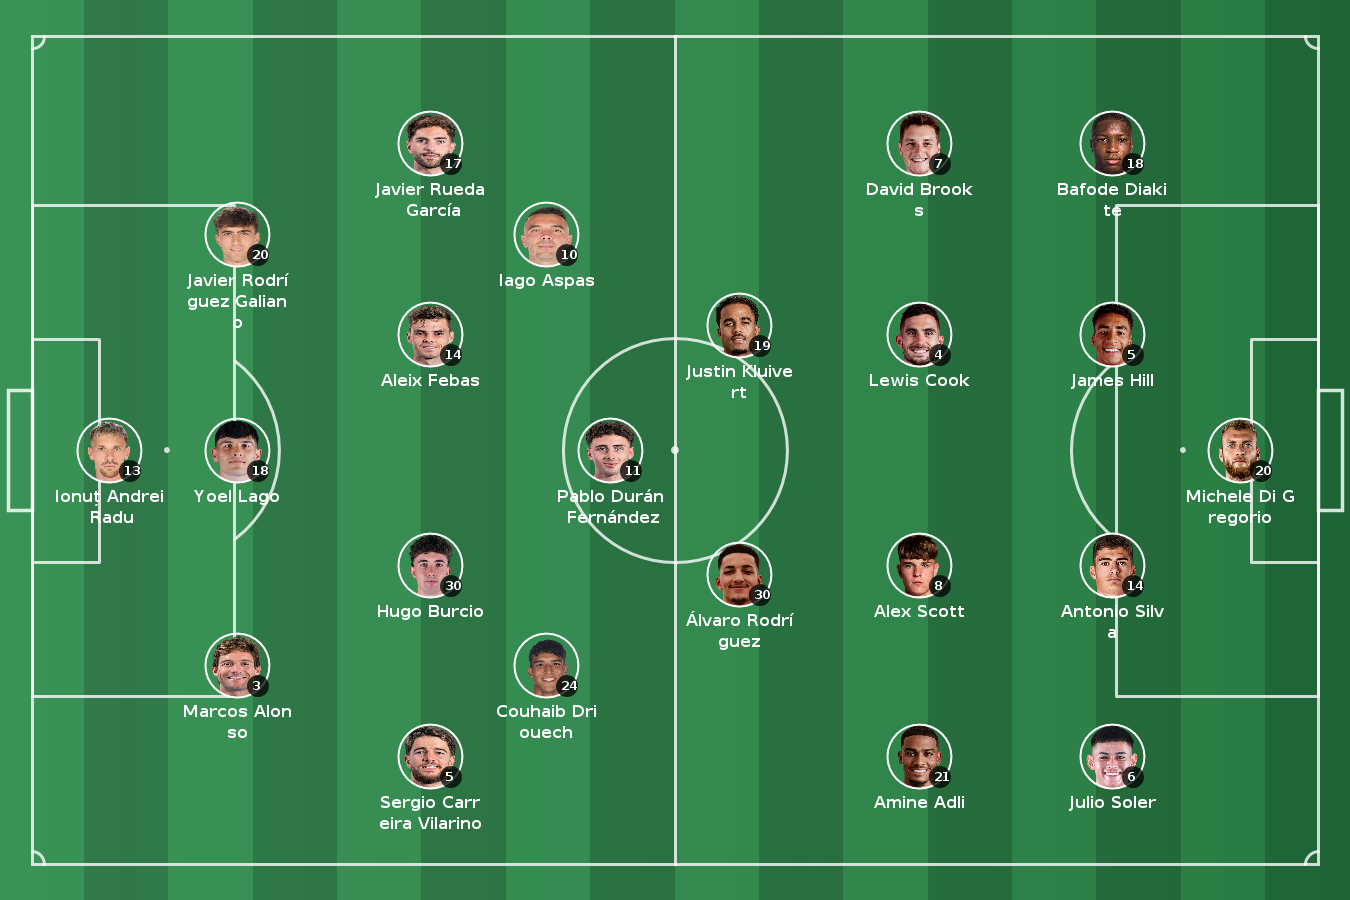 13
Ionut Andrei
Radu
20
Javier Rodrí
guez Galian
o
18
Yoel Lago
3
Marcos Alon
so
17
Javier Rueda
García
14
Aleix Febas
30
Hugo Burcio
5
Sergio Carr
eira Vilarino
10
Iago Aspas
24
Couhaib Dri
ouech
11
Pablo Durán
Fernández
19
Justin Kluive
rt
30
Álvaro Rodrí
guez
7
David Brook
s
4
Lewis Cook
8
Alex Scott
21
Amine Adli
18
Bafode Diaki
te
5
James Hill
14
Antonio Silv
a
6
Julio Soler
20
Michele Di G
regorio